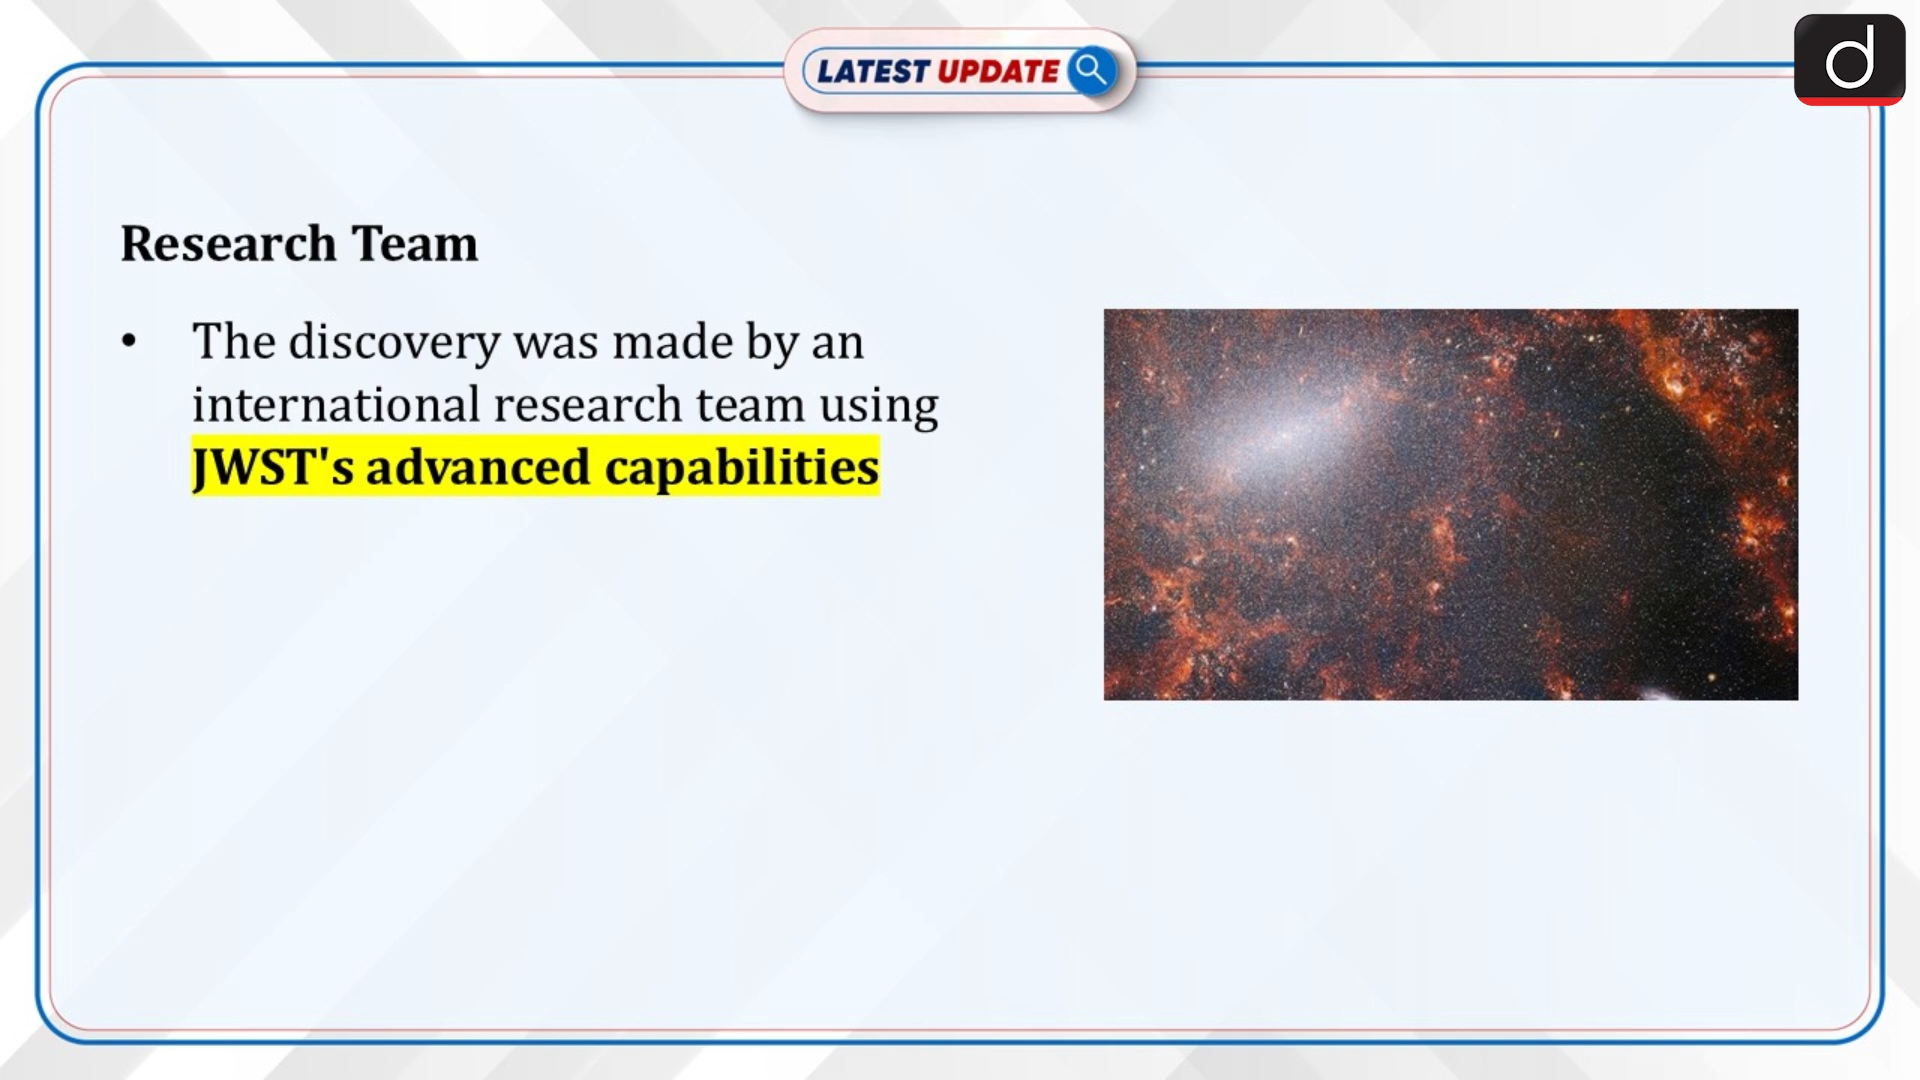 LATEST UPDATE
d
Research Team
• The discovery was made by an
international research team using
JWST's advanced capabilities